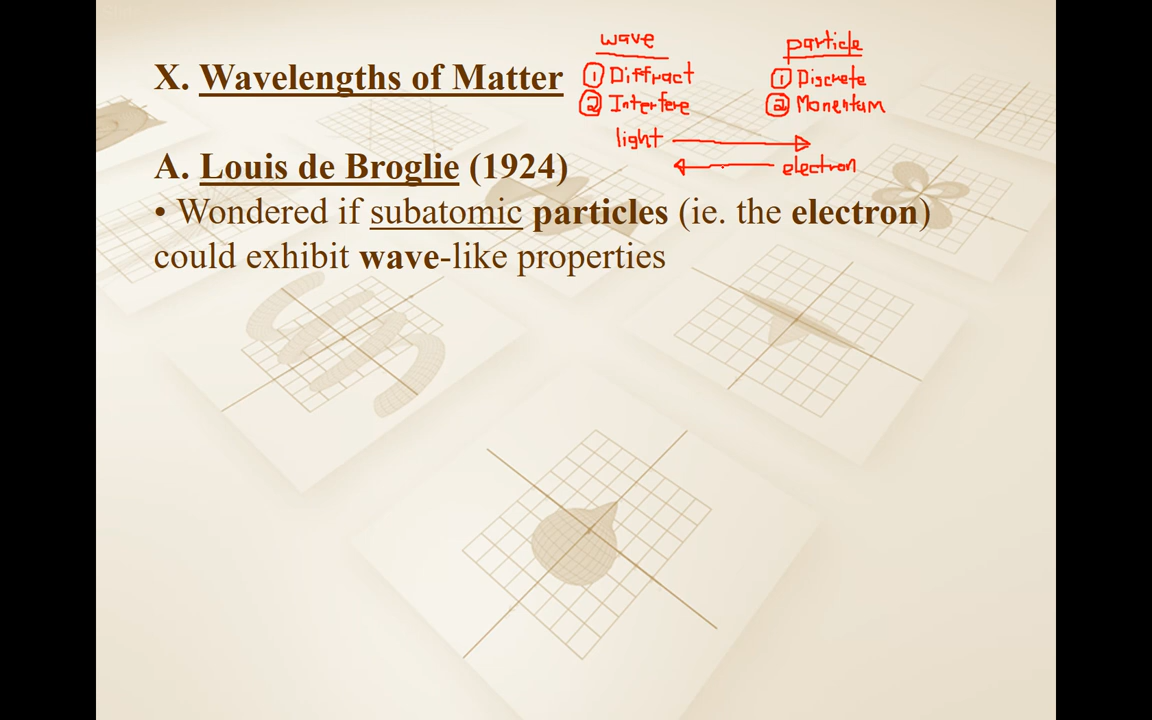 wave
particle
X. Wavelengths of Matter
① Diffract
① Discrete
② Interfere
② Momentum
light
electron
A. Louis de Broglie (1924)
• Wondered if subatomic particles (ie. the electron)
could exhibit wave-like properties